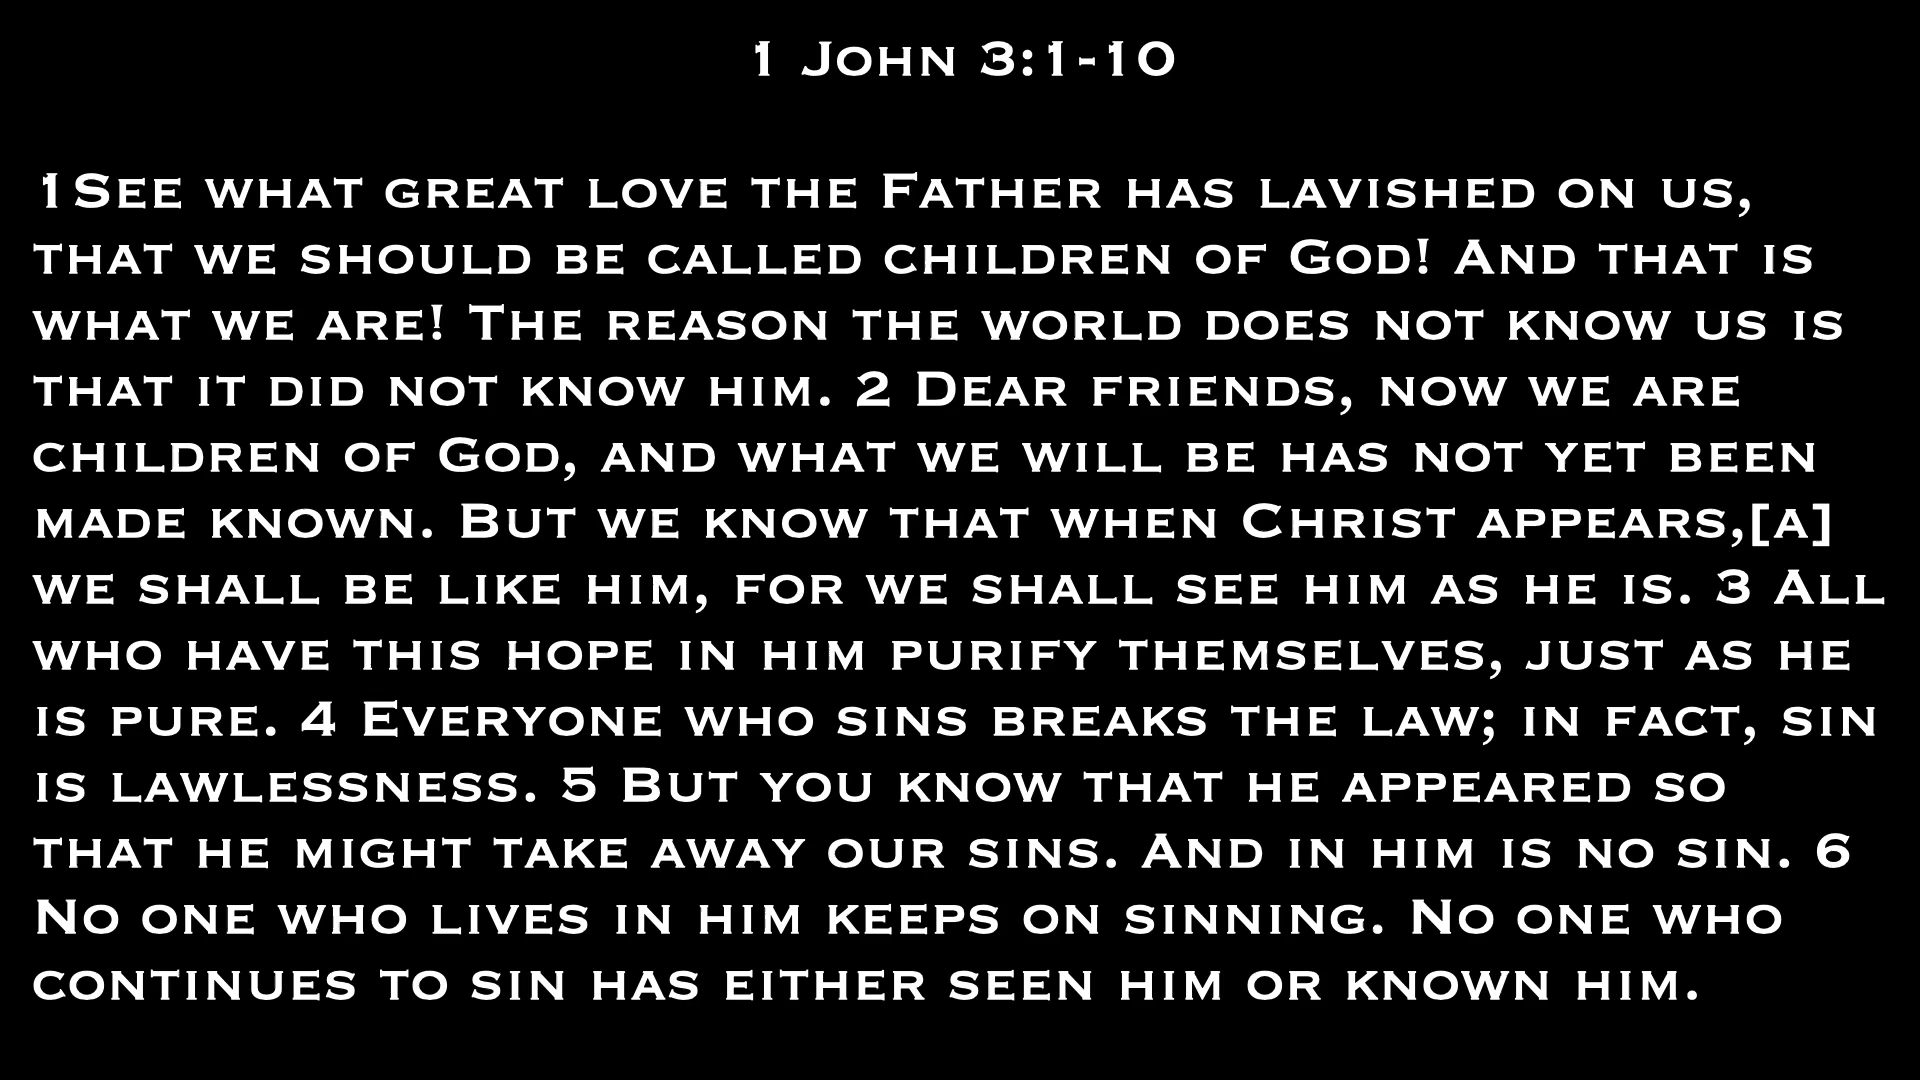 1 John 3:1-10
1 See what great love the Father has lavished on us,
that we should be called children of God! And that is
what we are! The reason the world does not know us is
that it did not know him. 2 Dear friends, now we are
children of God, and what we will be has not yet been
made known. But we know that when Christ appears,[a]
we shall be like him, for we shall see him as he is. 3 All
who have this hope in him purify themselves, just as he
is pure. 4 Everyone who sins breaks the law; in fact, sin
is lawlessness. 5 But you know that he appeared so
that he might take away our sins. And in him is no sin. 6
No one who lives in him keeps on sinning. No one who
continues to sin has either seen him or known him.